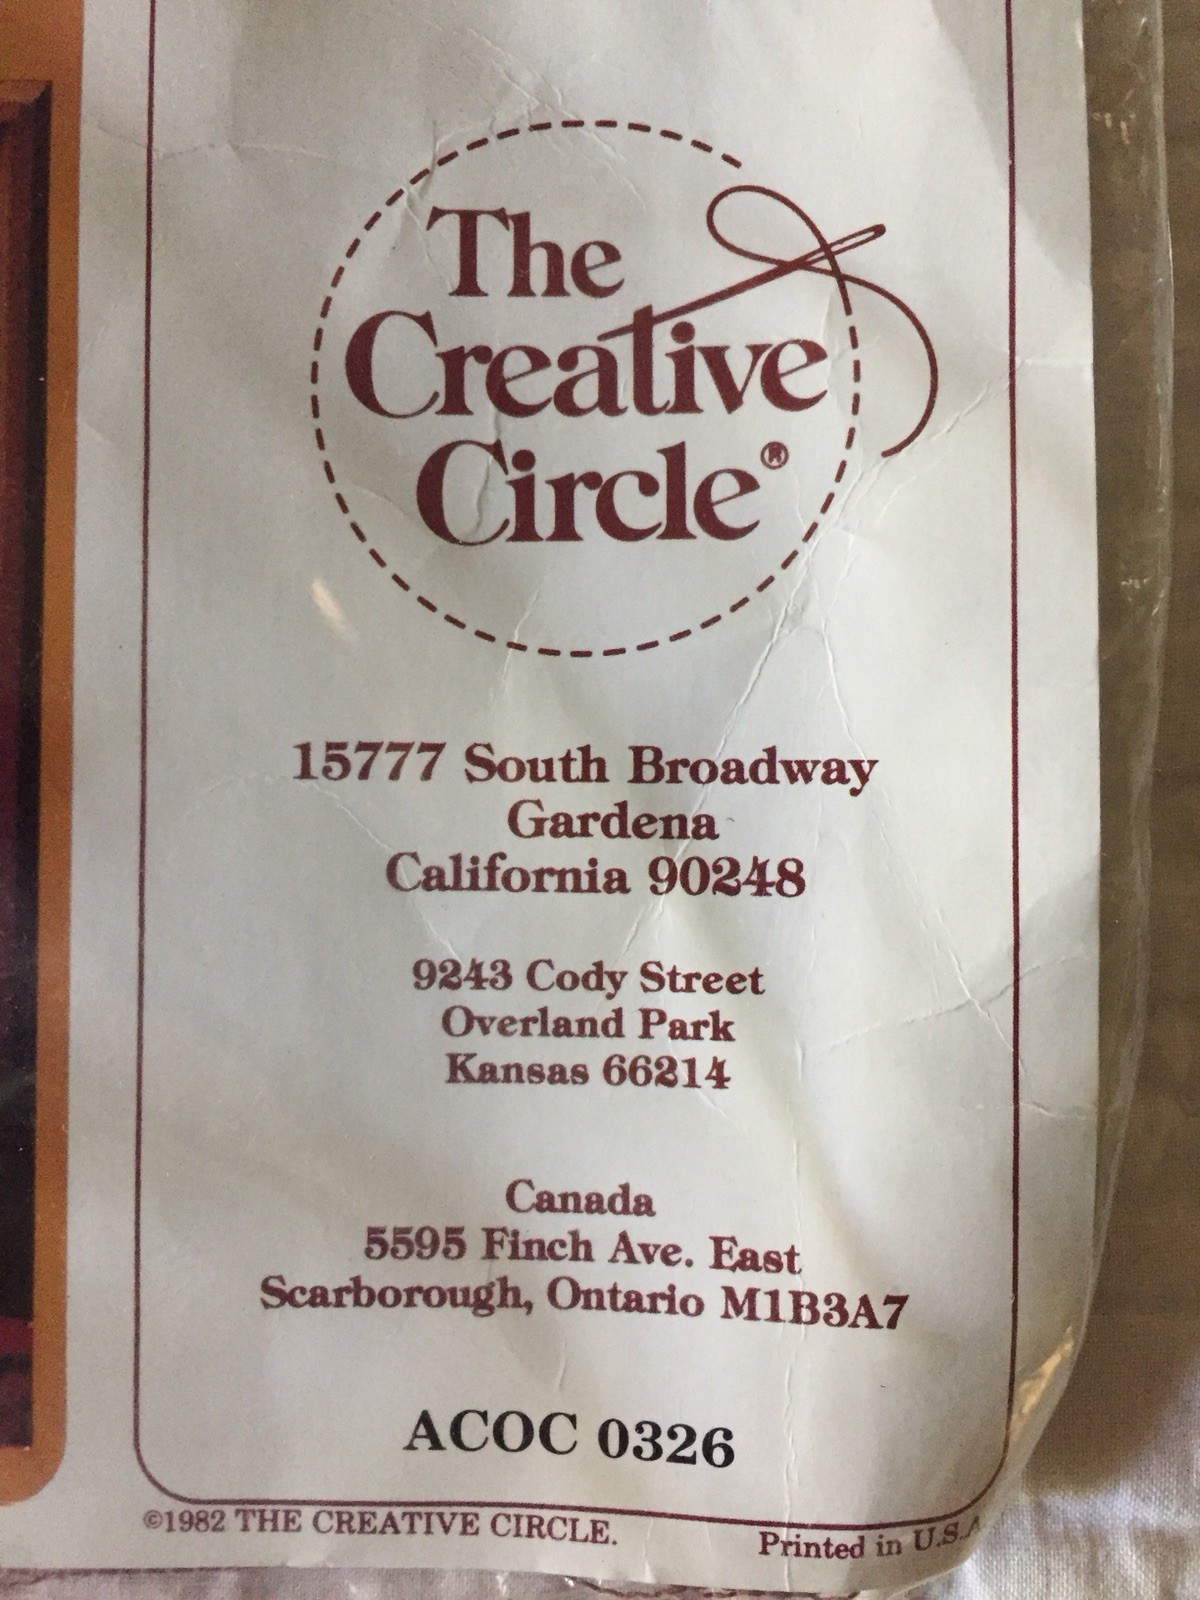 The
Creative
Circle®
15777 South Broadway
Gardena
California 90248
9243 Cody Street
Overland Park
Kansas 66214
Canada
5595 Finch Ave. East
Scarborough, Ontario M1B3A7
ACOC 0326
©1982 THE CREATIVE CIRCLE.
Printed in U.S.A